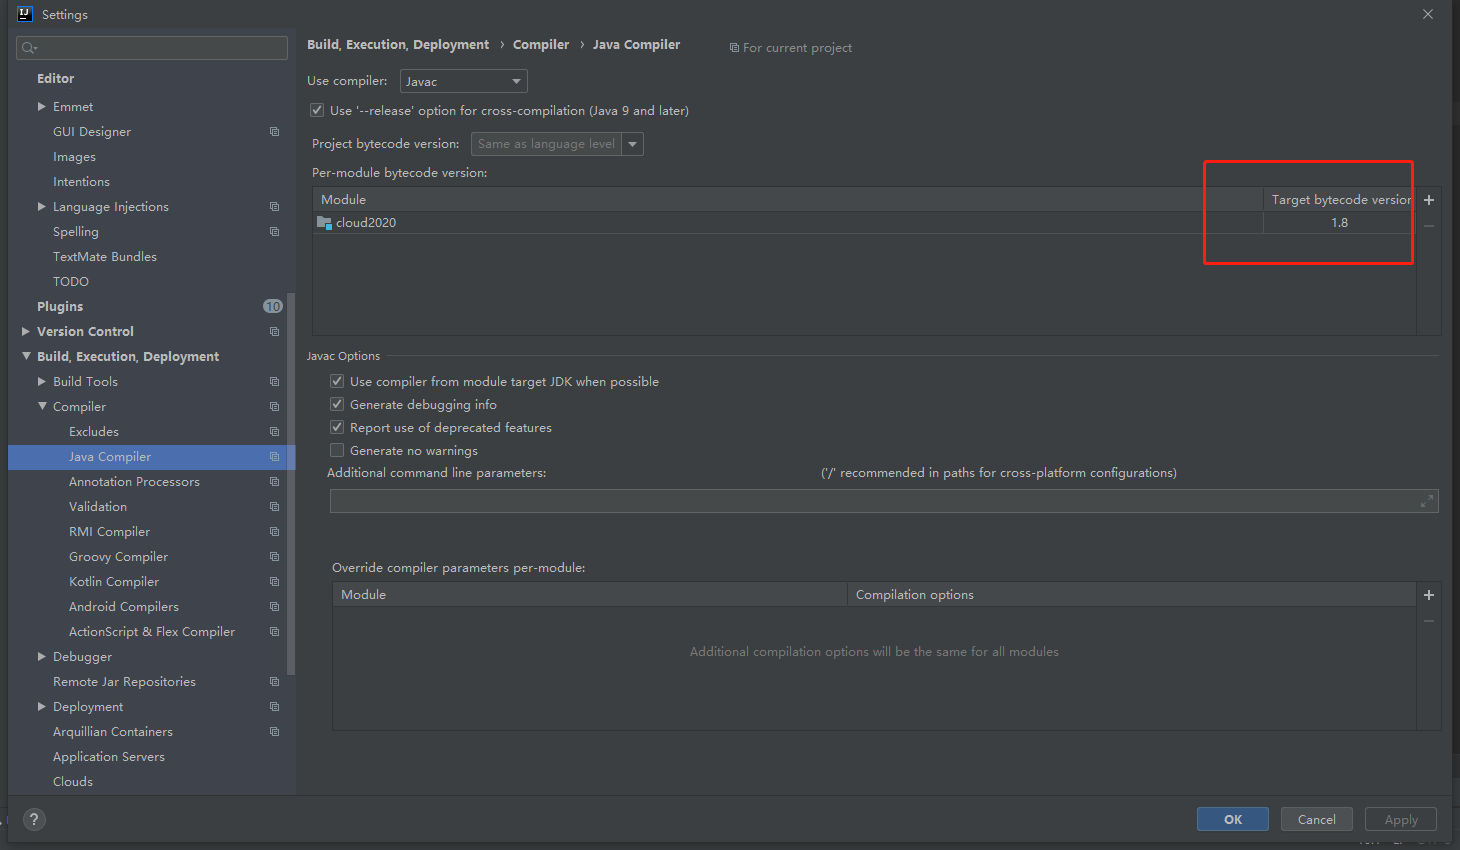 IJ Settings
Build, Execution, Deployment › Compiler › Java Compiler For current project
Editor
Emmet
GUI Designer
Images
Intentions
Language Injections
Spelling
TextMate Bundles
TODO
Plugins 10
Version Control
Build, Execution, Deployment
Build Tools
Compiler
Excludes
Java Compiler
Annotation Processors
Validation
RMI Compiler
Groovy Compiler
Kotlin Compiler
Android Compilers
ActionScript & Flex Compiler
Debugger
Remote Jar Repositories
Deployment
Arquillian Containers
Application Servers
Clouds
Use compiler: Javac
Use '--release' option for cross-compilation (Java 9 and later)
Project bytecode version: Same as language level
Per-module bytecode version:
Module Target bytecode version
cloud2020 1.8
Javac Options
Use compiler from module target JDK when possible
Generate debugging info
Report use of deprecated features
Generate no warnings
Additional command line parameters: ('/' recommended in paths for cross-platform configurations)
Override compiler parameters per-module:
Module Compilation options
Additional compilation options will be the same for all modules
? OK Cancel Apply